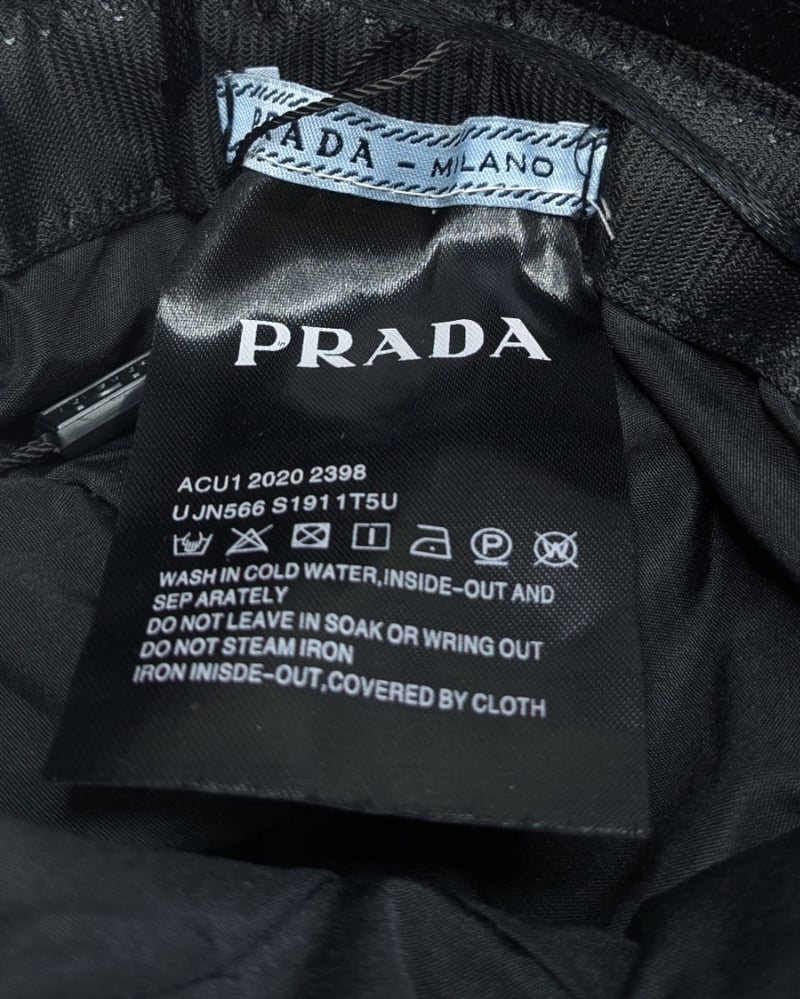 PRADA - MILANO
PRADA
ACU1 2020 2398
UJN566 S1911T5U
P W
WASH IN COLD WATER,INSIDE-OUT AND
SEP ARATELY
DO NOT LEAVE IN SOAK OR WRING OUT
DO NOT STEAM IRON
IRON INISDE-OUT,COVERED BY CLOTH